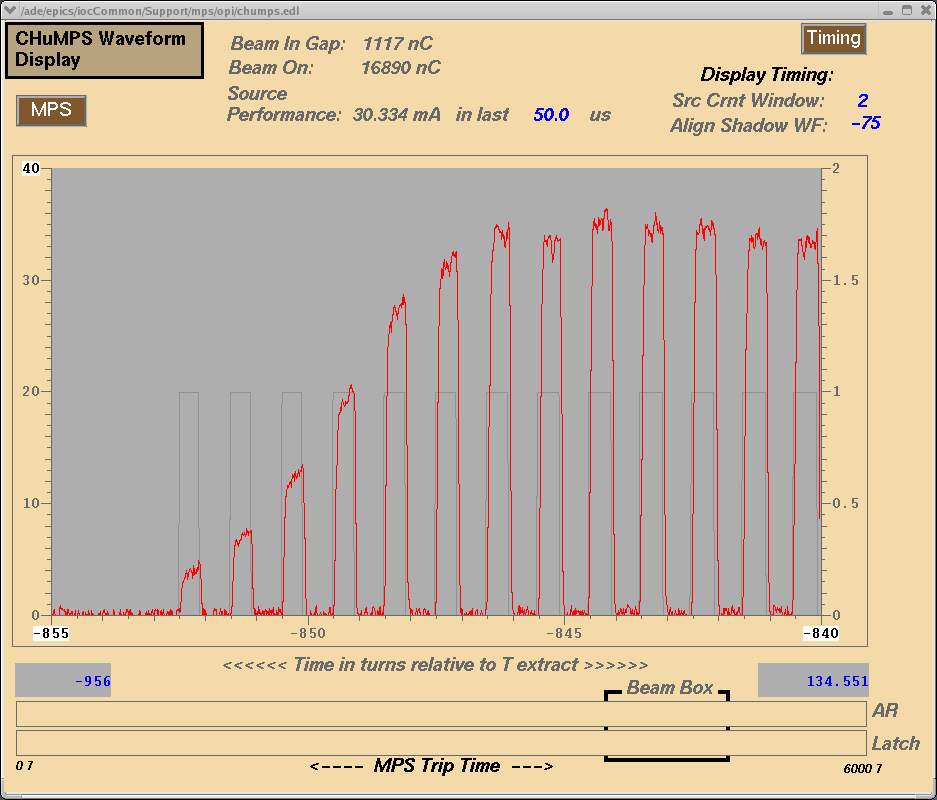 /ade/epics/iocCommon/Support/mps/opi/chumps.edl
CHuMPS Waveform
Display
Beam In Gap: 1117 nC
Beam On: 16890 nC
Source
Performance: 30.334 mA in last 50.0 us
Timing
Display Timing:
Src Crnt Window: 2
Align Shadow WF: -75
MPS
40
30
20
10
0
2
1.5
1
0.5
0
-855 -850 -845 -840
<<<<<< Time in turns relative to T extract >>>>>>
-956 134.551
Beam Box
AR
Latch
0 7 <---- MPS Trip Time ---> 6000 7